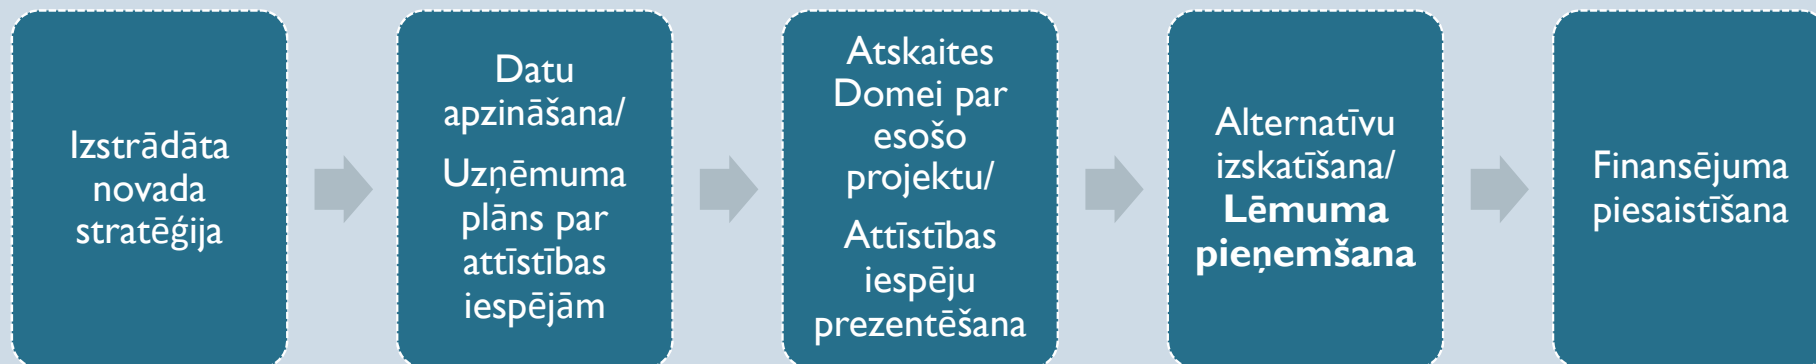 Izstrādāta
novada
stratēģija
Datu
apzināšana/
Uzņēmuma
plāns par
attīstības
iespējām
Atskaites
Domei par
esošo
projektu/
Attīstības
iespēju
prezentēšana
Alternatīvu
izskatīšana/
Lēmuma
pieņemšana
Finansējuma
piesaistīšana